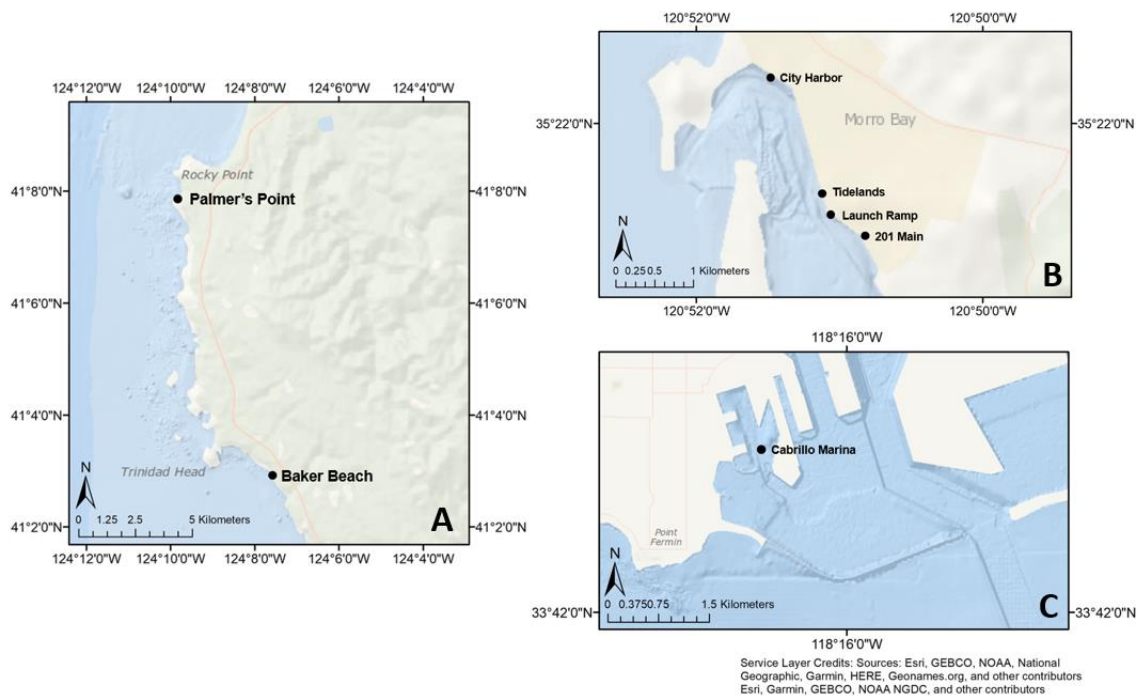 124°12'0"W 124°10'0"W 124°8'0"W 124°6'0"W 124°4'0"W
41°8'0"N
41°8'0"N
Rocky Point
Palmer's Point
41°6'0"N
41°6'0"N
41°4'0"N
41°4'0"N
Trinidad Head
Baker Beach
N
0 1.25 2.5 5 Kilometers
A
41°2'0"N
41°2'0"N
124°12'0"W 124°10'0"W 124°8'0"W 124°6'0"W 124°4'0"W
120°52'0"W 120°50'0"W
City Harbor
35°22'0"N
35°22'0"N
Morro Bay
Tidelands
Launch Ramp
201 Main
N
0 0.25 0.5 1 Kilometers
B
120°52'0"W 120°50'0"W
118°16'0"W
Cabrillo Marina
Point
Fermin
N
0 0.375 0.75 1.5 Kilometers
C
33°42'0"N
33°42'0"N
118°16'0"W
Service Layer Credits: Sources: Esri, GEBCO, NOAA, National
Geographic, Garmin, HERE, Geonames.org, and other contributors
Esri, Garmin, GEBCO, NOAA NGDC, and other contributors